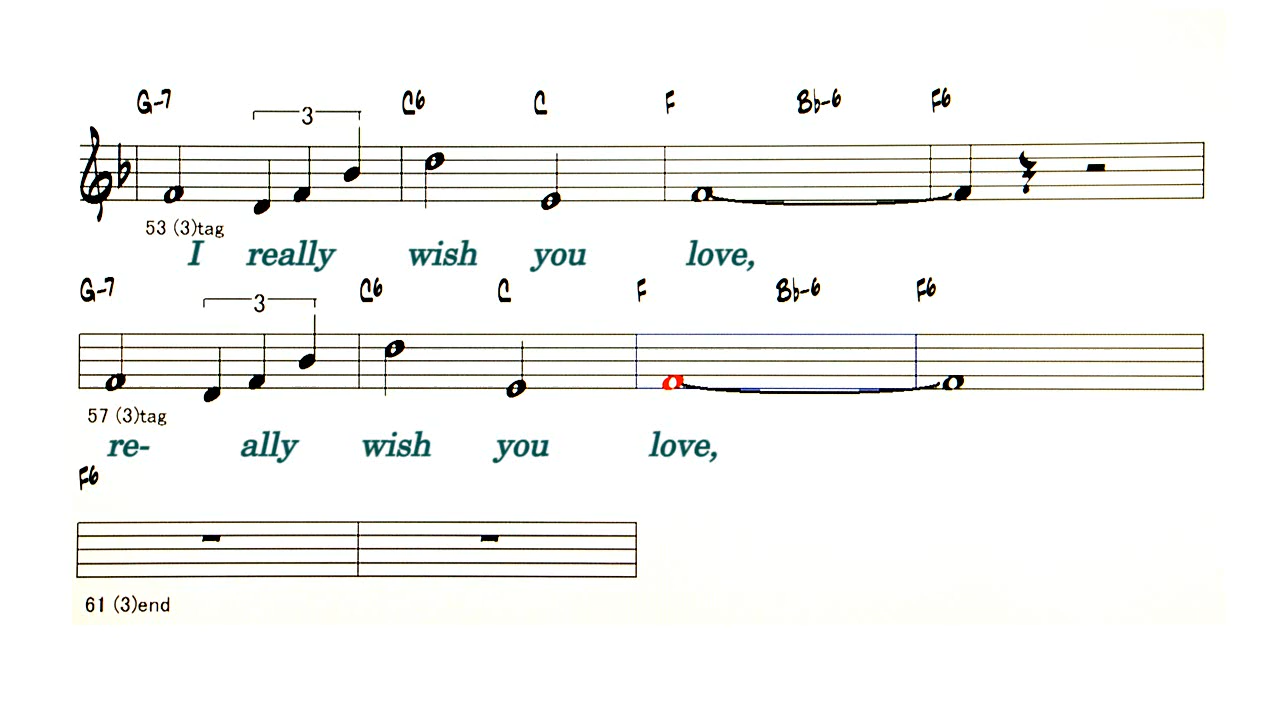 G-7 3 C6 C F Bb-6 F6
53 (3)tag
I really wish you love,
G-7 3 C6 C F Bb-6 F6
57 (3)tag
re- ally wish you love,
F6
61 (3)end